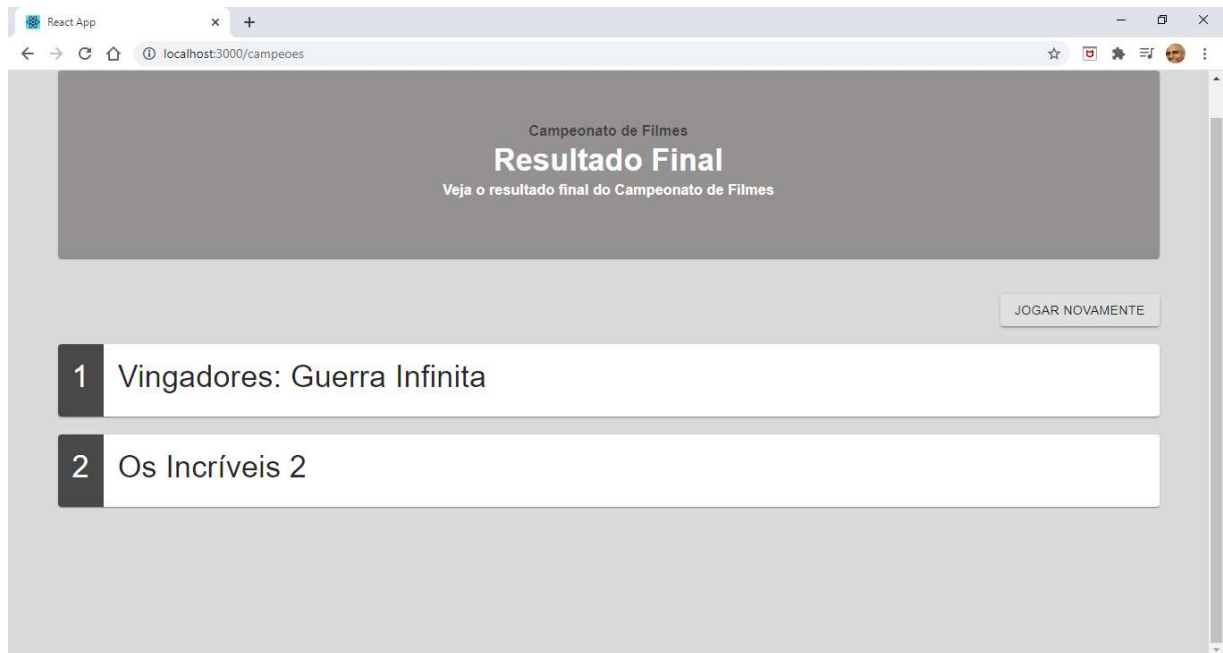 React App
localhost:3000/campeoes
Campeonato de Filmes
Resultado Final
Veja o resultado final do Campeonato de Filmes
JOGAR NOVAMENTE
1 Vingadores: Guerra Infinita
2 Os Incríveis 2